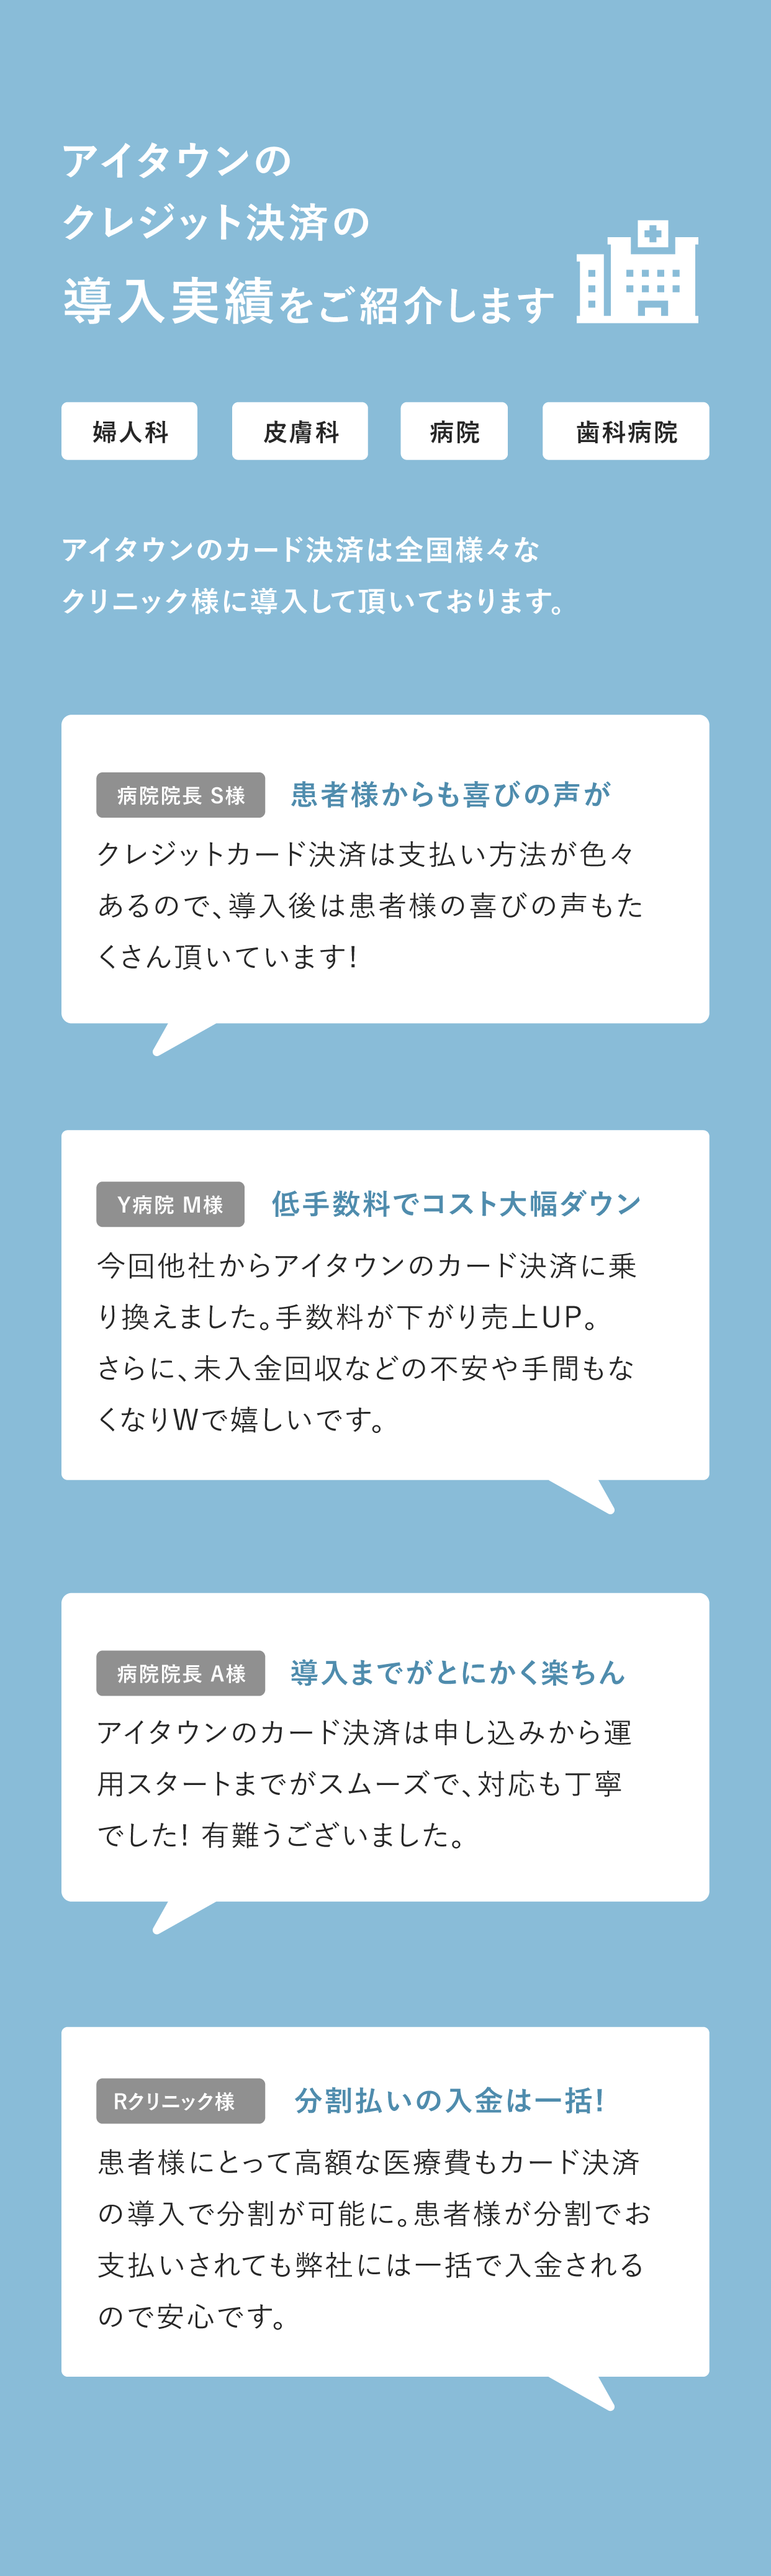 アイタウンの
クレジット決済の
導入実績をご紹介します
婦人科
皮膚科
病院
歯科病院
アイタウンのカード決済は全国様々な
クリニック様に導入して頂いております。
病院院長 S様
患者様からも喜びの声が
クレジットカード決済は支払い方法が色々
あるので、導入後は患者様の喜びの声もた
くさん頂いています!
Y病院 M様
低手数料でコスト大幅ダウン
今回他社からアイタウンのカード決済に乗
り換えました。手数料が下がり売上UP。
さらに、未入金回収などの不安や手間もな
くなりWで嬉しいです。
病院院長 A様
導入までがとにかく楽ちん
アイタウンのカード決済は申し込みから運
用スタートまでがスムーズで、対応も丁寧
でした! 有難うございました。
Rクリニック様
分割払いの入金は一括!
患者様にとって高額な医療費もカード決済
の導入で分割が可能に。患者様が分割でお
支払いされても弊社には一括で入金される
ので安心です。